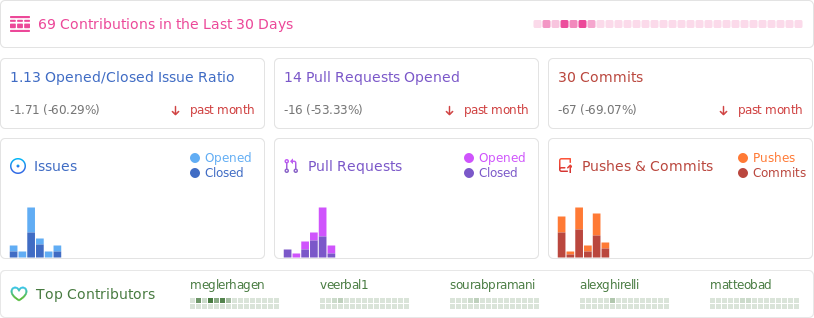 69 Contributions in the Last 30 Days
1.13 Opened/Closed Issue Ratio
-1.71 (-60.29%) ↓ past month
14 Pull Requests Opened
-16 (-53.33%) ↓ past month
30 Commits
-67 (-69.07%) ↓ past month
Issues
Opened
Closed
Pull Requests
Opened
Closed
Pushes & Commits
Pushes
Commits
Top Contributors
meglerhagen
veerbal1
sourabpramani
alexghirelli
matteobad